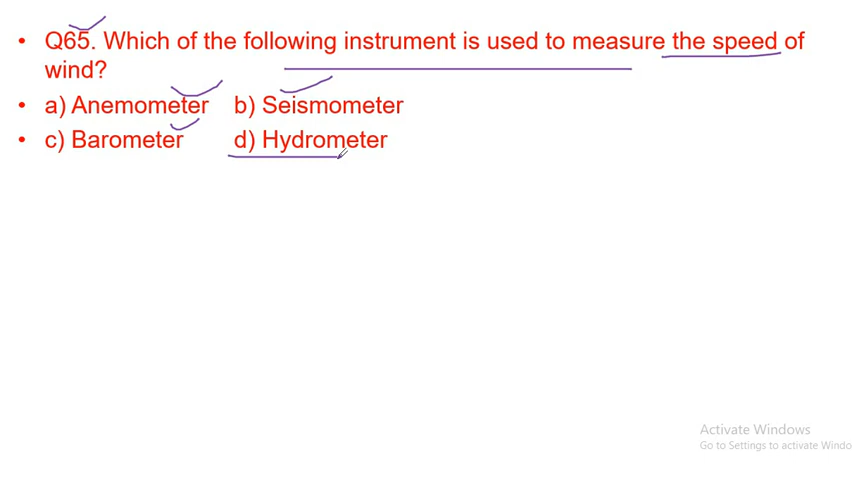 • Q65. Which of the following instrument is used to measure the speed of
wind?
• a) Anemometer b) Seismometer
• c) Barometer d) Hydrometer
Activate Windows
Go to Settings to activate Windo